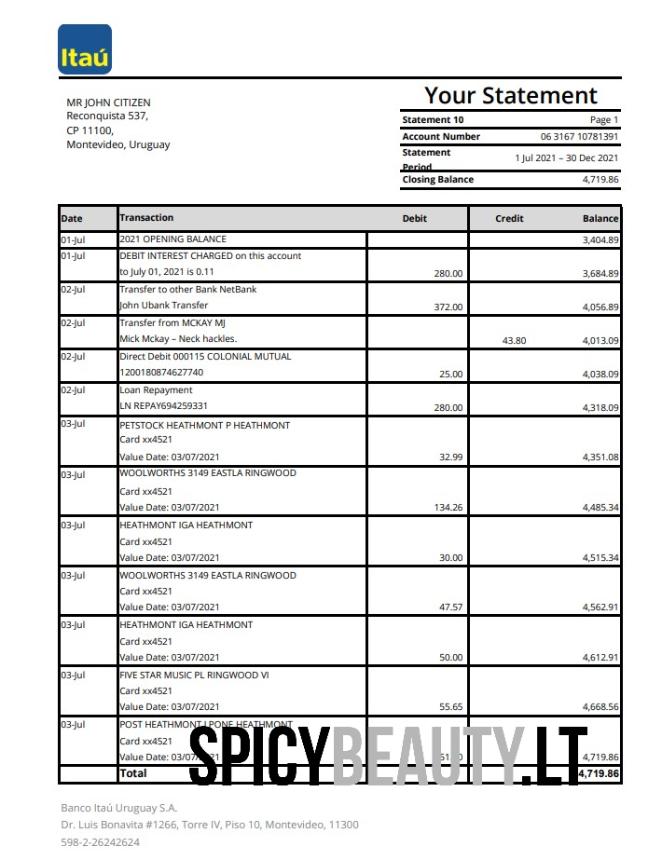 Itaú
MR JOHN CITIZEN
Reconquista 537,
CP 11100,
Montevideo, Uruguay
Your Statement
Statement 10 Page 1
Account Number 06 3167 10781391
Statement Period 1 Jul 2021 – 30 Dec 2021
Closing Balance 4,719.86
Date Transaction Debit Credit Balance
01-Jul 2021 OPENING BALANCE 3,404.89
01-Jul DEBIT INTEREST CHARGED on this account
to July 01, 2021 is 0.11 280.00 3,684.89
02-Jul Transfer to other Bank NetBank
John Ubank Transfer 372.00 4,056.89
02-Jul Transfer from MCKAY MJ
Mick Mckay – Neck hackles. 43.80 4,013.09
02-Jul Direct Debit 000115 COLONIAL MUTUAL
1200180874627740 25.00 4,038.09
02-Jul Loan Repayment
LN REPAY694259331 280.00 4,318.09
03-Jul PETSTOCK HEATHMONT P HEATHMONT
Card xx4521
Value Date: 03/07/2021 32.99 4,351.08
03-Jul WOOLWORTHS 3149 EASTLA RINGWOOD
Card xx4521
Value Date: 03/07/2021 134.26 4,485.34
03-Jul HEATHMONT IGA HEATHMONT
Card xx4521
Value Date: 03/07/2021 30.00 4,515.34
03-Jul WOOLWORTHS 3149 EASTLA RINGWOOD
Card xx4521
Value Date: 03/07/2021 47.57 4,562.91
03-Jul HEATHMONT IGA HEATHMONT
Card xx4521
Value Date: 03/07/2021 50.00 4,612.91
03-Jul FIVE STAR MUSIC PL RINGWOOD VI
Card xx4521
Value Date: 03/07/2021 55.65 4,668.56
03-Jul POST HEATHMONT LPONE HEATHMONT
Card xx4521
Value Date: 4,719.86
SPICYBEAUTY.LT
Total 4,719.86
Banco Itaú Uruguay S.A.
Dr. Luis Bonavita #1266, Torre IV, Piso 10, Montevideo, 11300
598-2-26242624